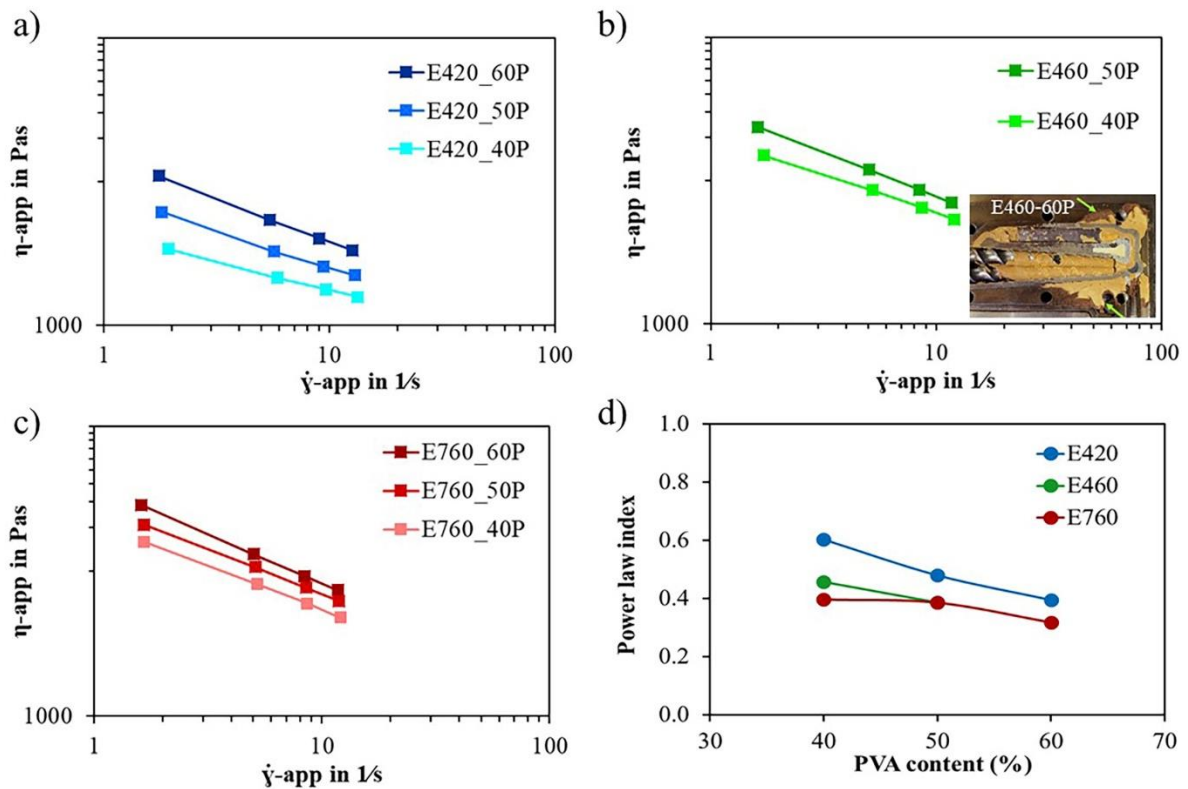 a)
η-app in Pas
E420_60P
E420_50P
E420_40P
1000
1
10
100
γ̇-app in 1/s
b)
η-app in Pas
E460_50P
E460_40P
E460-60P
1000
1
10
100
γ̇-app in 1/s
c)
η-app in Pas
E760_60P
E760_50P
E760_40P
1000
1
10
100
γ̇-app in 1/s
d)
Power law index
1.0
0.8
0.6
0.4
0.2
0.0
E420
E460
E760
30
40
50
60
70
PVA content (%)